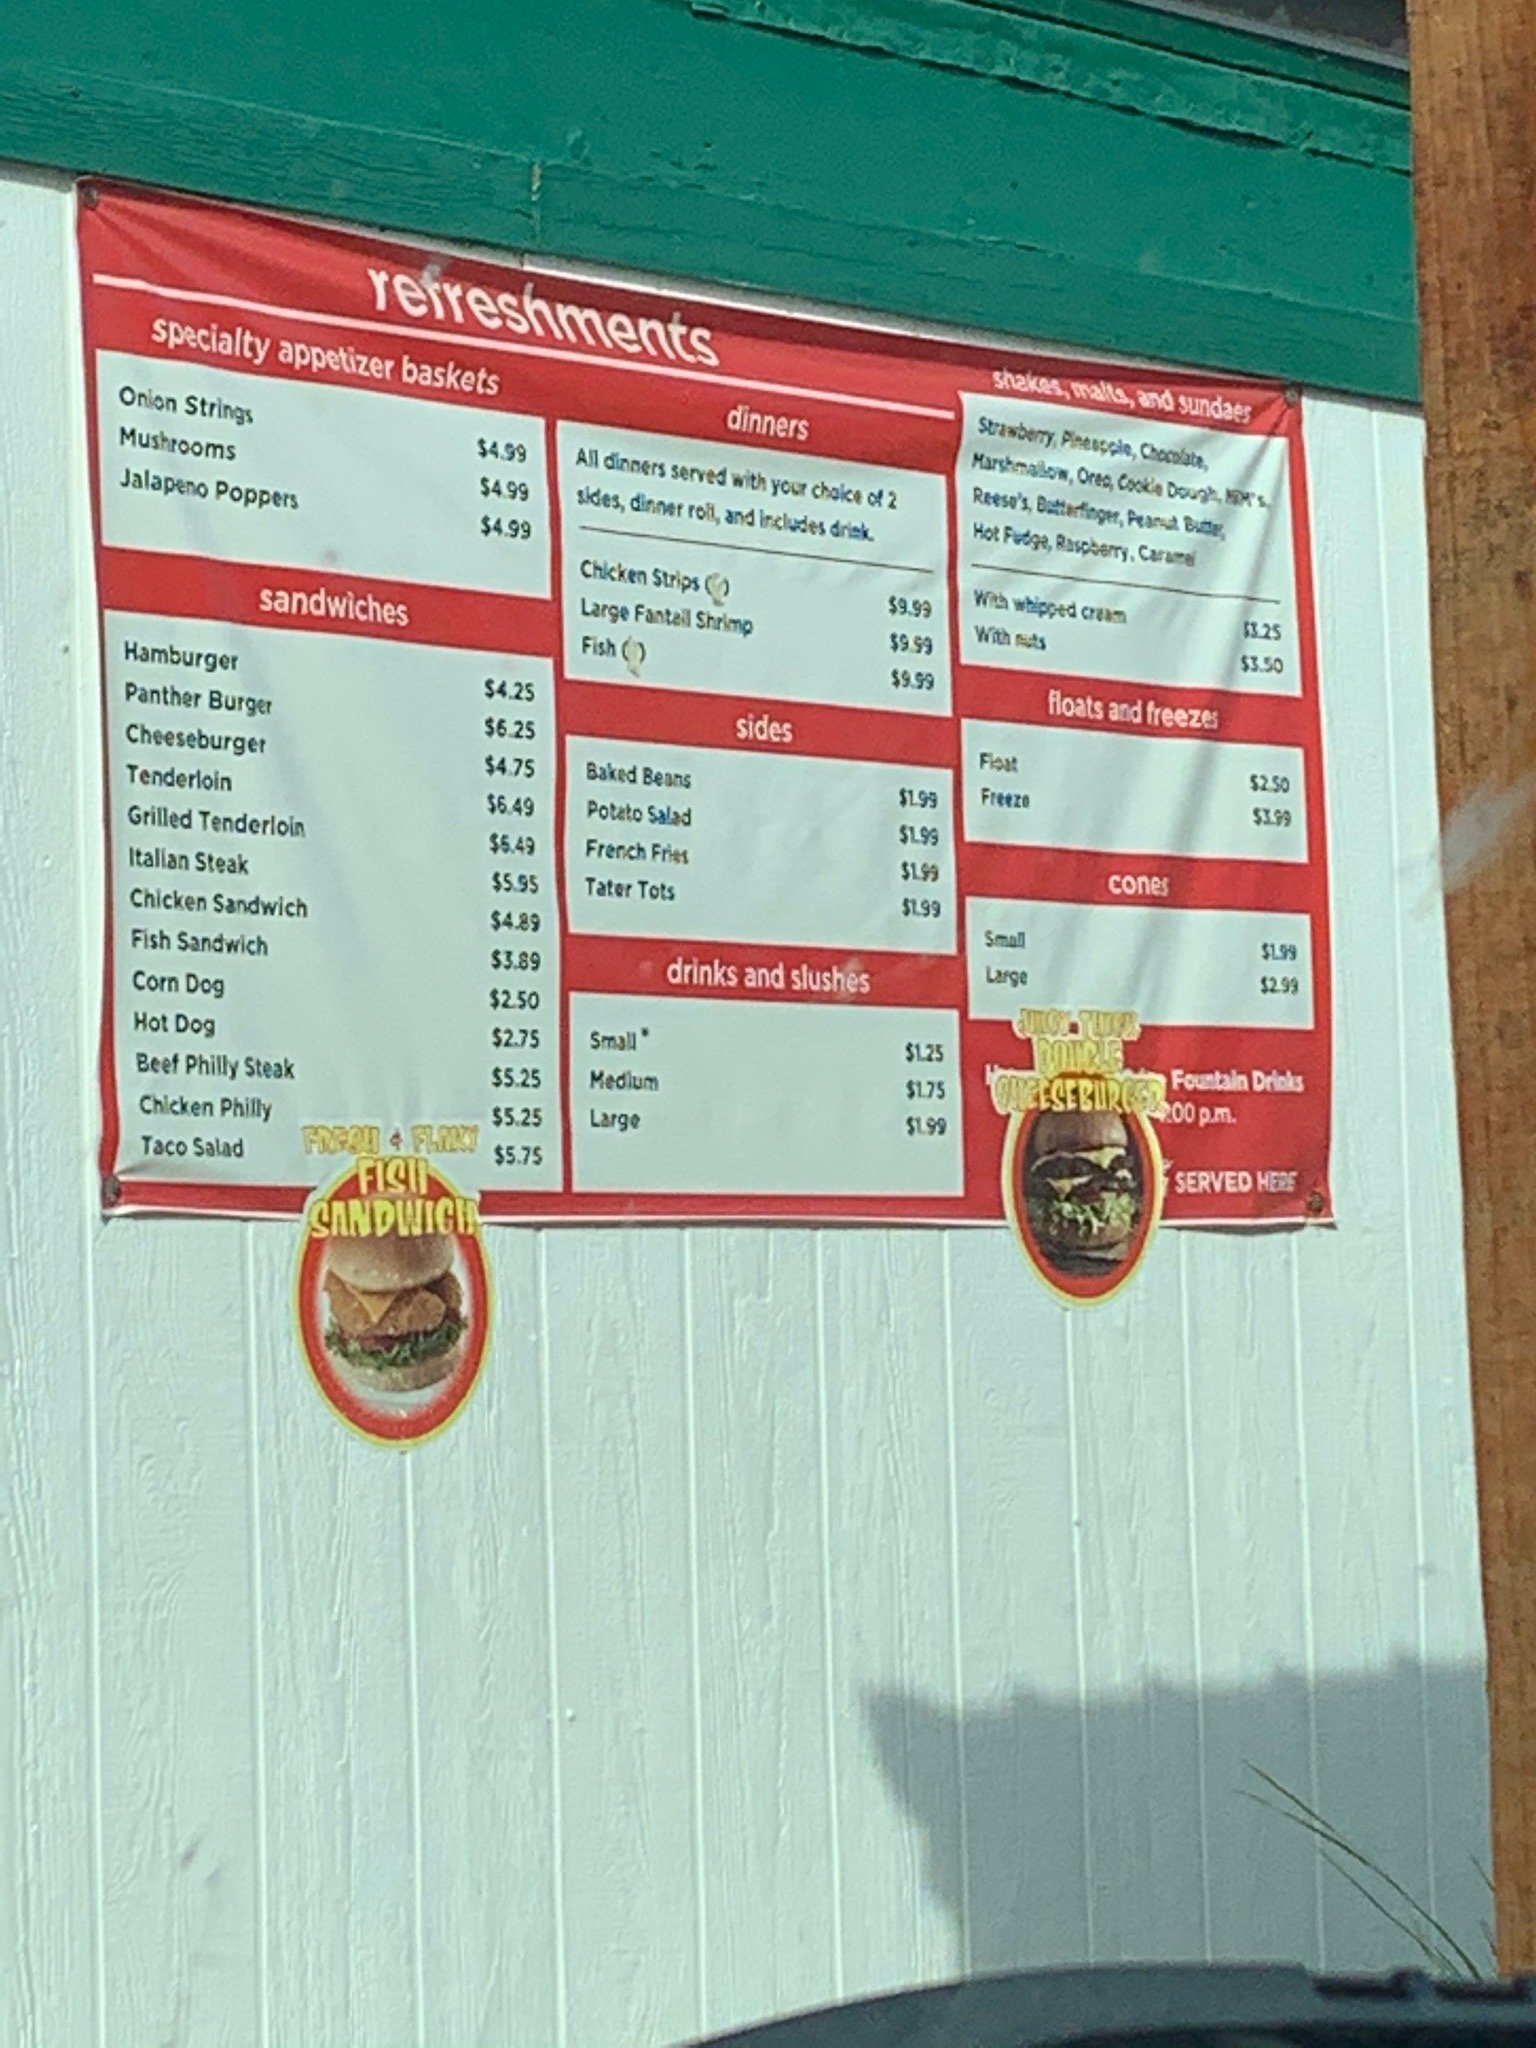 refreshments
specialty appetizer baskets
Onion Strings $4.99
Mushrooms $4.99
Jalapeno Poppers $4.99
sandwiches
Hamburger $4.25
Panther Burger $6.25
Cheeseburger $4.75
Tenderloin $6.49
Grilled Tenderloin $6.49
Italian Steak $5.95
Chicken Sandwich $4.89
Fish Sandwich $3.89
Corn Dog $2.50
Hot Dog $2.75
Beef Philly Steak $5.25
Chicken Philly $5.25
Taco Salad $5.75
FRESH & FLAKY
FISH
SANDWICH
dinners
All dinners served with your choice of 2
sides, dinner roll, and includes drink.
Chicken Strips ( ) $9.99
Large Fantail Shrimp $9.99
Fish ( ) $9.99
sides
Baked Beans $1.99
Potato Salad $1.99
French Fries $1.99
Tater Tots $1.99
drinks and slushes
Small * $1.25
Medium $1.75
Large $1.99
shakes, malts, and sundaes
Strawberry, Pineapple, Chocolate,
Marshmallow, Oreo, Cookie Dough, M&M's,
Reese's, Butterfinger, Peanut Butter,
Hot Fudge, Raspberry, Caramel
With whipped cream $3.25
With nuts $3.50
floats and freezes
Float $2.50
Freeze $3.99
cones
Small $1.99
Large $2.99
JUICY THICK
DOUBLE
CHEESEBURGER
Fountain Drinks
:00 p.m.
SERVED HERE